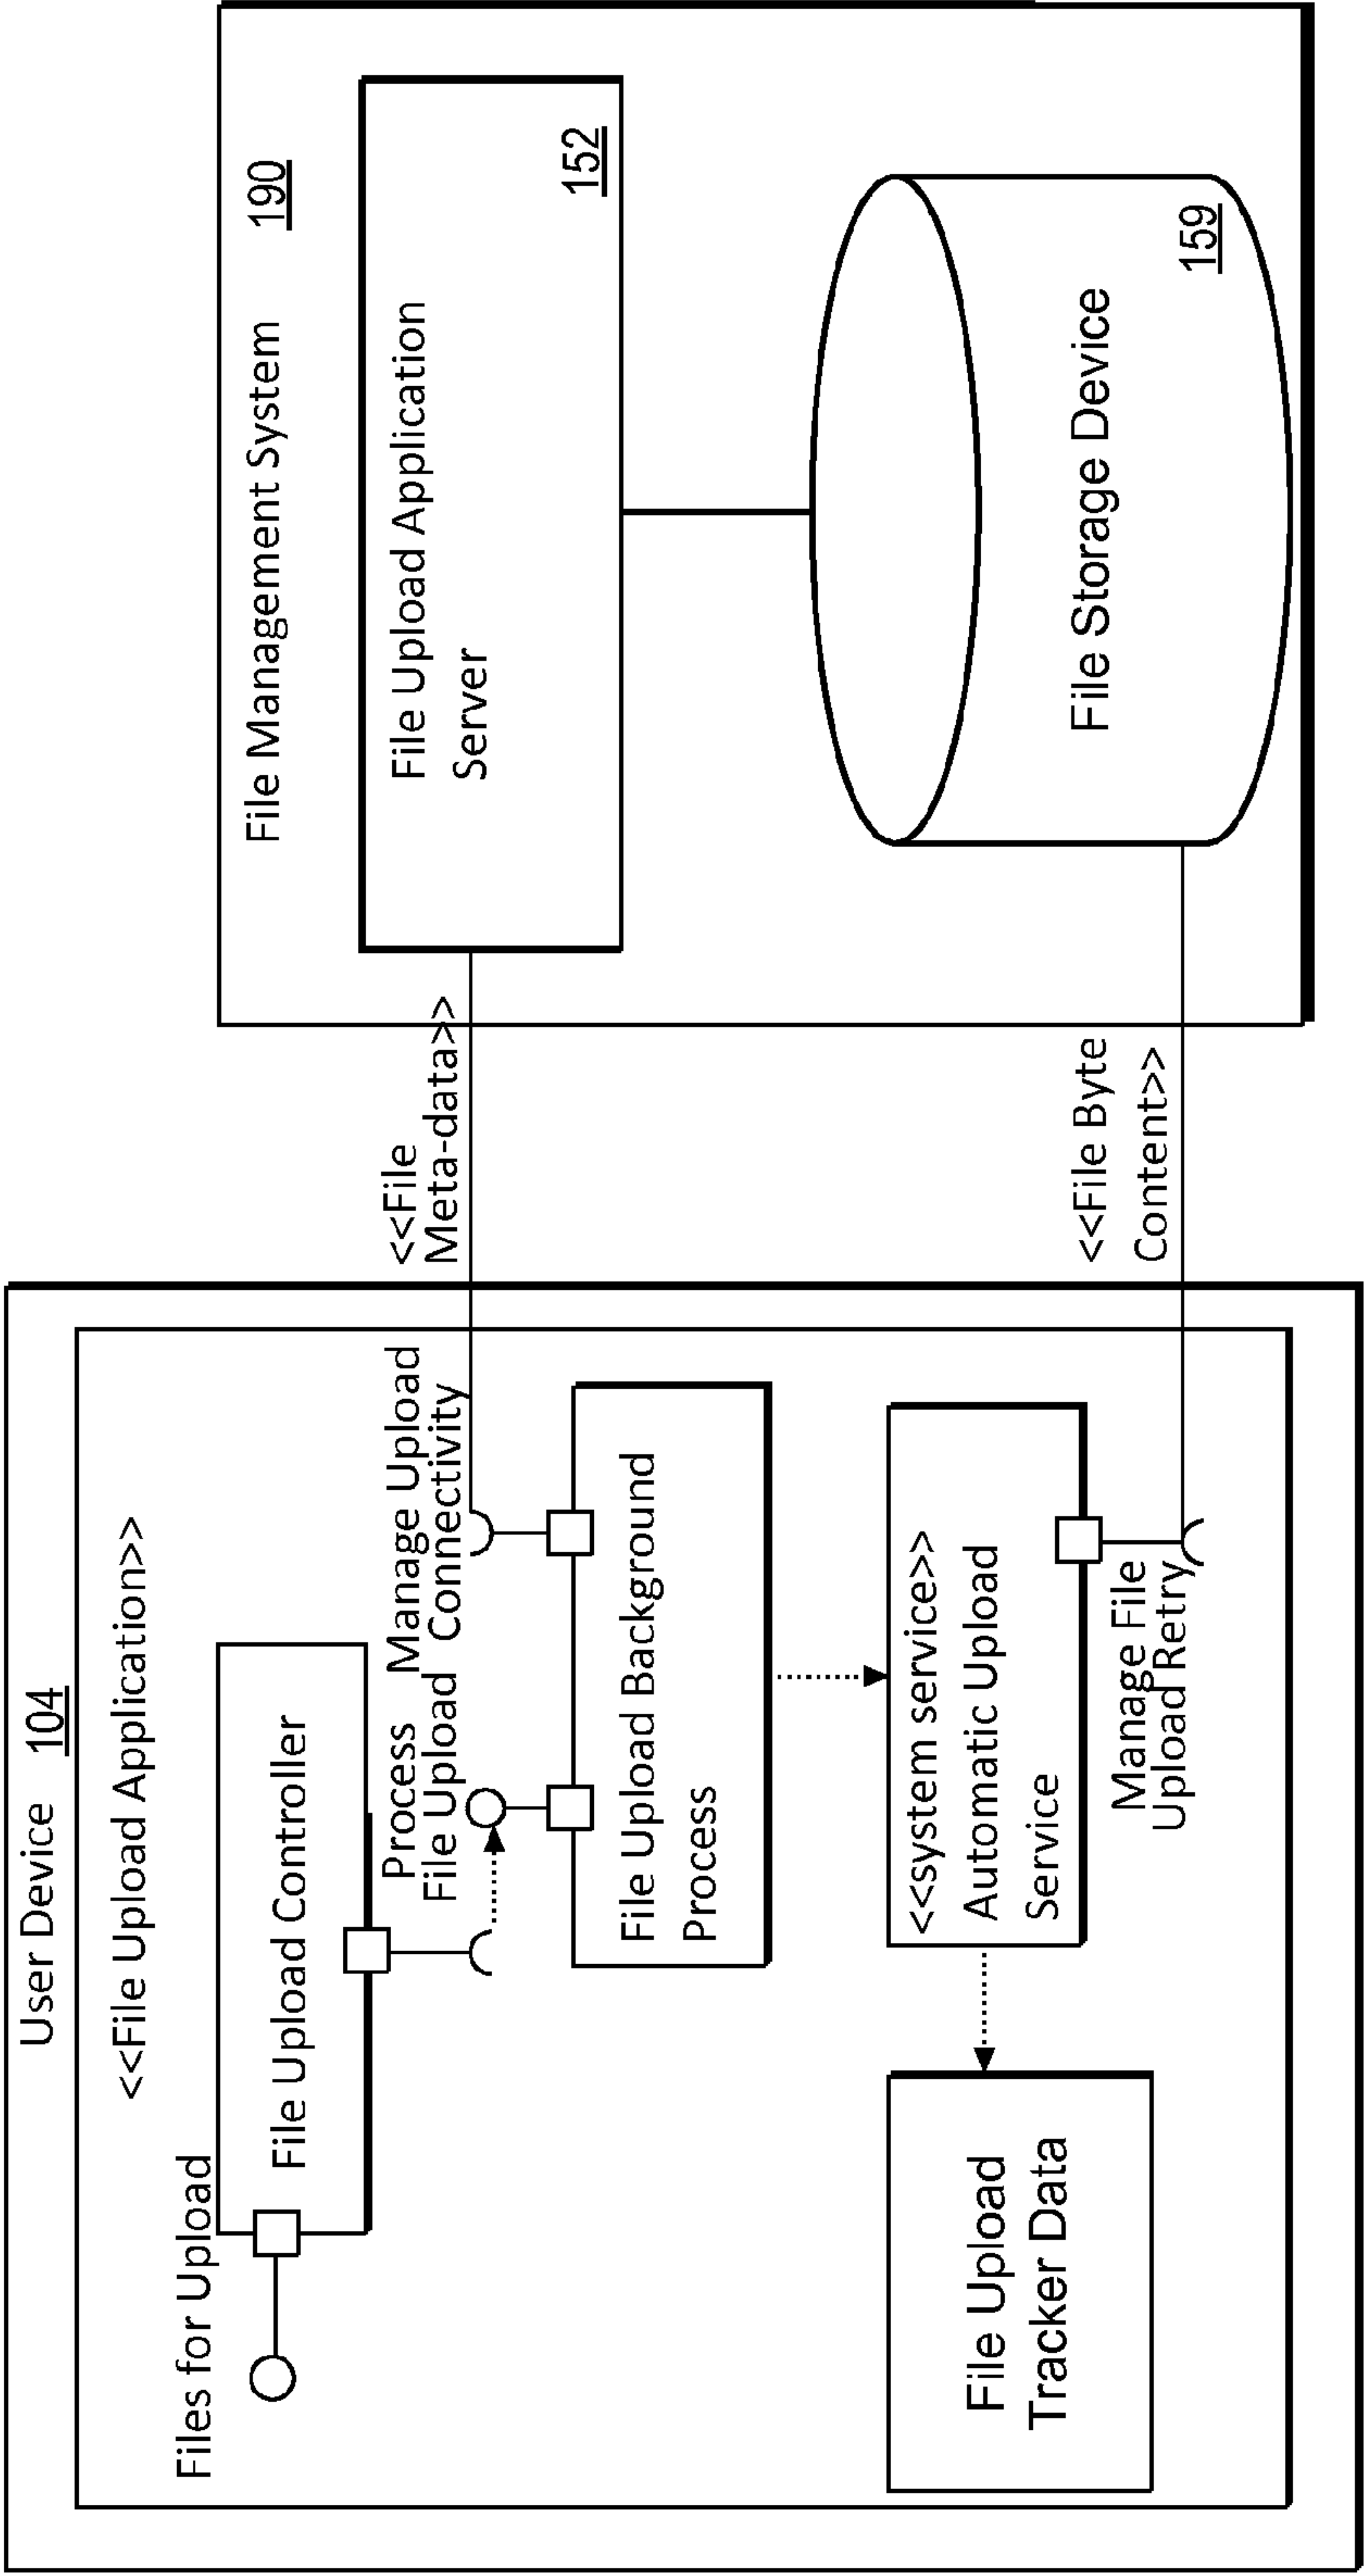 User Device 104
<<File Upload Application>>
Files for Upload
File Upload Controller
Process
File Upload
Manage Upload
Connectivity
File Upload Background
Process
<<system service>>
Automatic Upload
Service
Manage File
Upload Retry
File Upload
Tracker Data
<<File
Meta-data>>
<<File Byte
Content>>
File Management System 190
File Upload Application
Server
152
File Storage Device
159